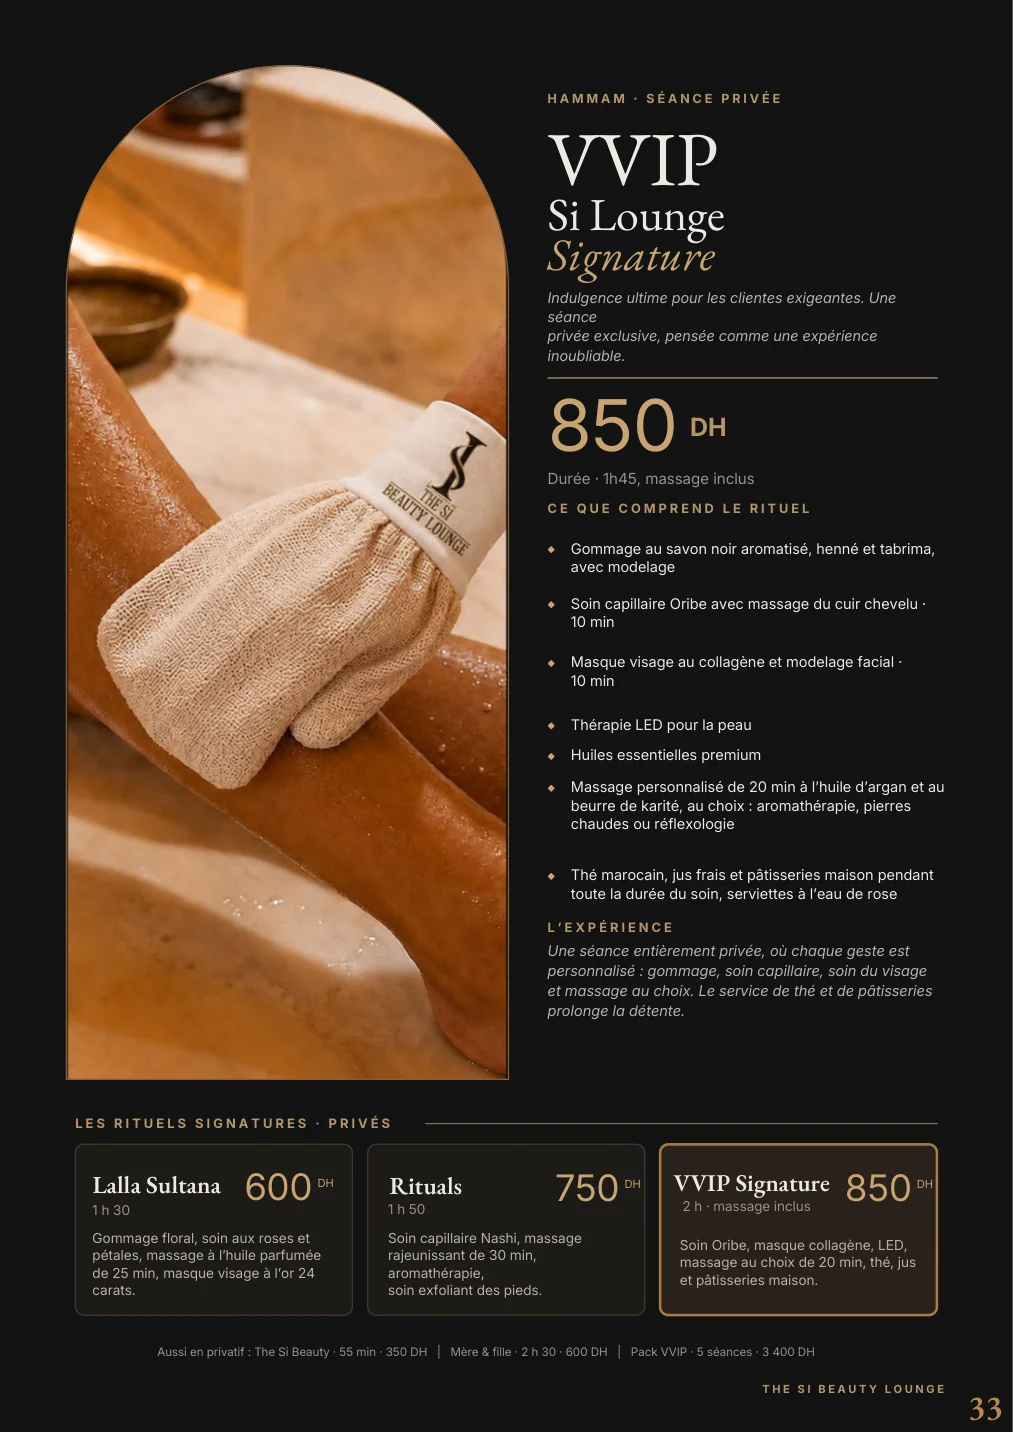 HAMMAM · SÉANCE PRIVÉE
VVIP
Si Lounge
Signature
Indulgence ultime pour les clientes exigeantes. Une
séance
privée exclusive, pensée comme une expérience
inoubliable.
850 DH
Durée · 1h45, massage inclus
CE QUE COMPREND LE RITUEL
Gommage au savon noir aromatisé, henné et tabrima,
avec modelage
Soin capillaire Oribe avec massage du cuir chevelu ·
10 min
Masque visage au collagène et modelage facial ·
10 min
Thérapie LED pour la peau
Huiles essentielles premium
Massage personnalisé de 20 min à l’huile d’argan et au
beurre de karité, au choix : aromathérapie, pierres
chaudes ou réflexologie
Thé marocain, jus frais et pâtisseries maison pendant
toute la durée du soin, serviettes à l’eau de rose
L’EXPÉRIENCE
Une séance entièrement privée, où chaque geste est
personnalisé : gommage, soin capillaire, soin du visage
et massage au choix. Le service de thé et de pâtisseries
prolonge la détente.
THE SI
BEAUTY LOUNGE
LES RITUELS SIGNATURES · PRIVÉS
Lalla Sultana 600 DH
1 h 30
Gommage floral, soin aux roses et
pétales, massage à l’huile parfumée
de 25 min, masque visage à l’or 24
carats.
Rituals 750 DH
1 h 50
Soin capillaire Nashi, massage
rajeunissant de 30 min,
aromathérapie,
soin exfoliant des pieds.
VVIP Signature 850 DH
2 h · massage inclus
Soin Oribe, masque collagène, LED,
massage au choix de 20 min, thé, jus
et pâtisseries maison.
Aussi en privatif : The Si Beauty · 55 min · 350 DH | Mère & fille · 2 h 30 · 600 DH | Pack VVIP · 5 séances · 3 400 DH
THE SI BEAUTY LOUNGE
33